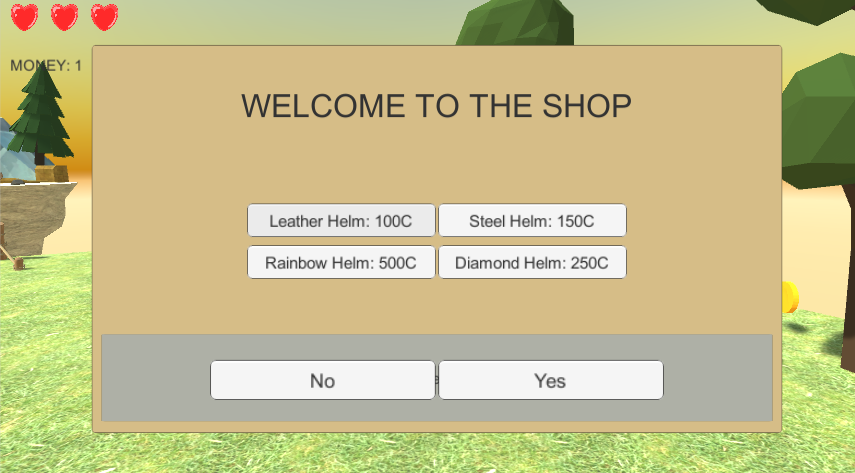 MONEY: 1
WELCOME TO THE SHOP
Leather Helm: 100C Steel Helm: 150C
Rainbow Helm: 500C Diamond Helm: 250C
No Yes